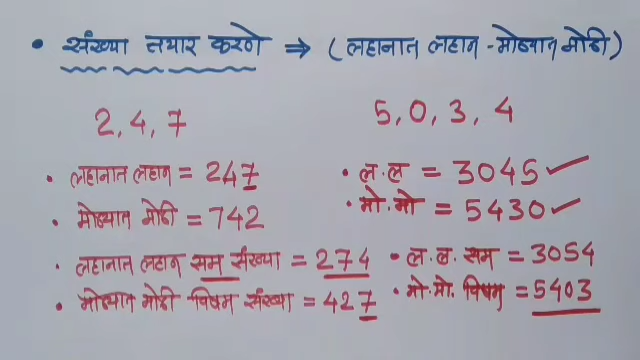 • संख्या तयार करणे ⇒ (लहानात लहान - मोठ्यात मोठी)
2, 4, 7
• लहानात लहान = 247
• मोठ्यात मोठी = 742
• लहानात लहान सम संख्या = 274
• मोठ्यात मोठी विषम संख्या = 427
5, 0, 3, 4
• ल.ल = 3045 ✓
• मो.मो = 5430 ✓
• ल.ल. सम = 3054
• मो.मो. विषम = 5403